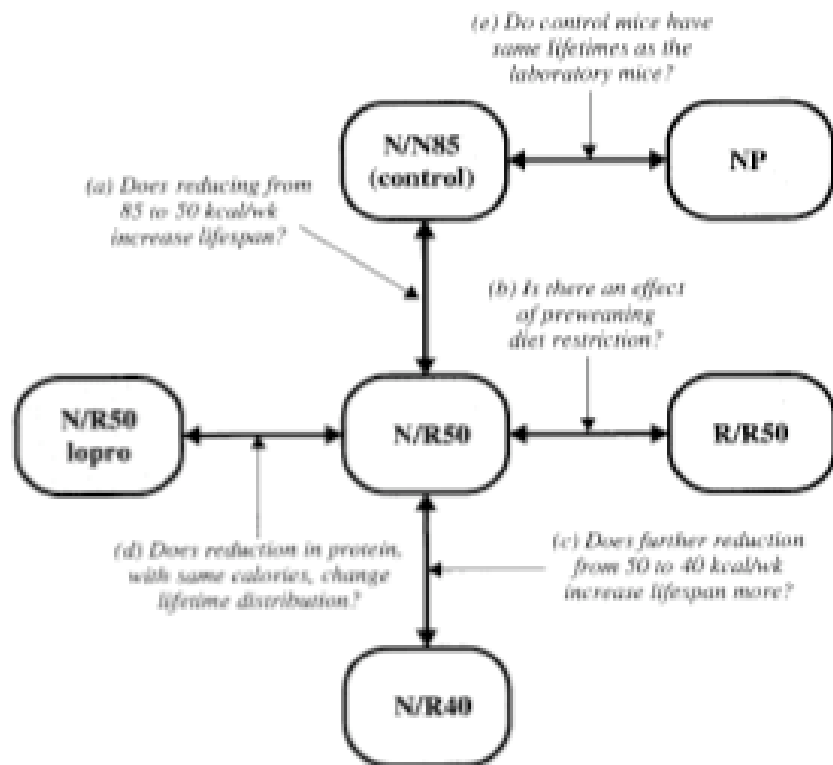 (e) Do control mice have
same lifetimes as the
laboratory mice?
N/N85
(control)
NP
(a) Does reducing from
85 to 50 kcal/wk
increase lifespan?
(b) Is there an effect
of preweaning
diet restriction?
N/R50
lopro
N/R50
R/R50
(d) Does reduction in protein,
with same calories, change
lifetime distribution?
(c) Does further reduction
from 50 to 40 kcal/wk
increase lifespan more?
N/R40